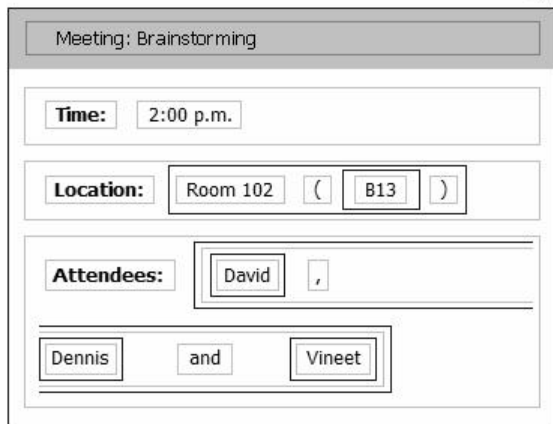 Meeting: Brainstorming
Time: 2:00 p.m.
Location: Room 102 ( B13 )
Attendees: David ,
Dennis and Vineet